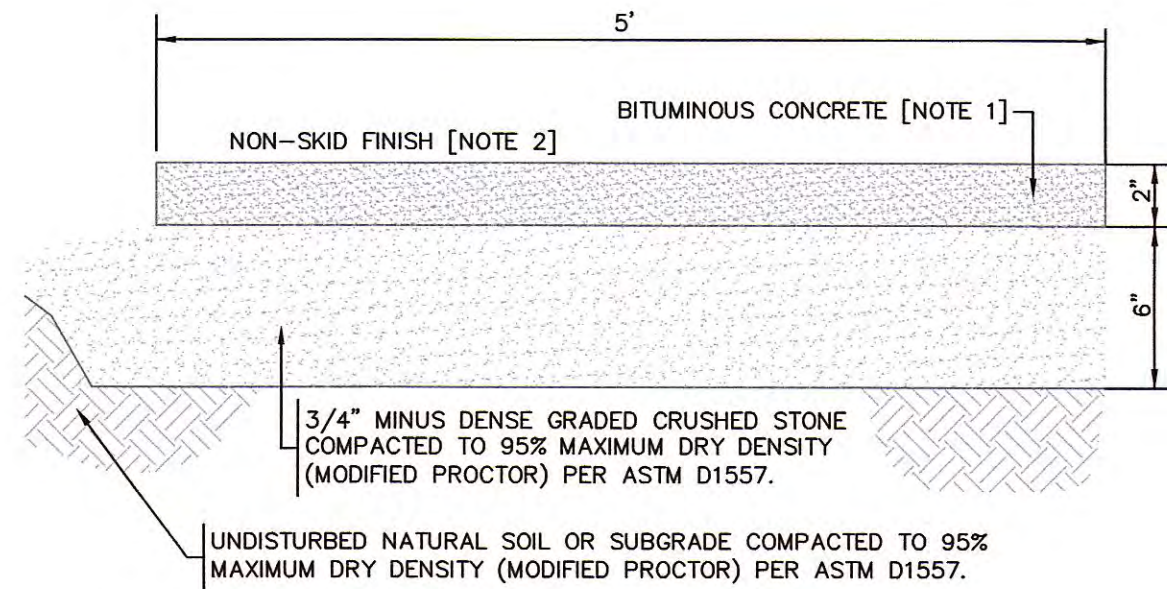 5'
BITUMINOUS CONCRETE [NOTE 1]
NON-SKID FINISH [NOTE 2]
2"
6"
3/4" MINUS DENSE GRADED CRUSHED STONE
COMPACTED TO 95% MAXIMUM DRY DENSITY
(MODIFIED PROCTOR) PER ASTM D1557.
UNDISTURBED NATURAL SOIL OR SUBGRADE COMPACTED TO 95%
MAXIMUM DRY DENSITY (MODIFIED PROCTOR) PER ASTM D1557.